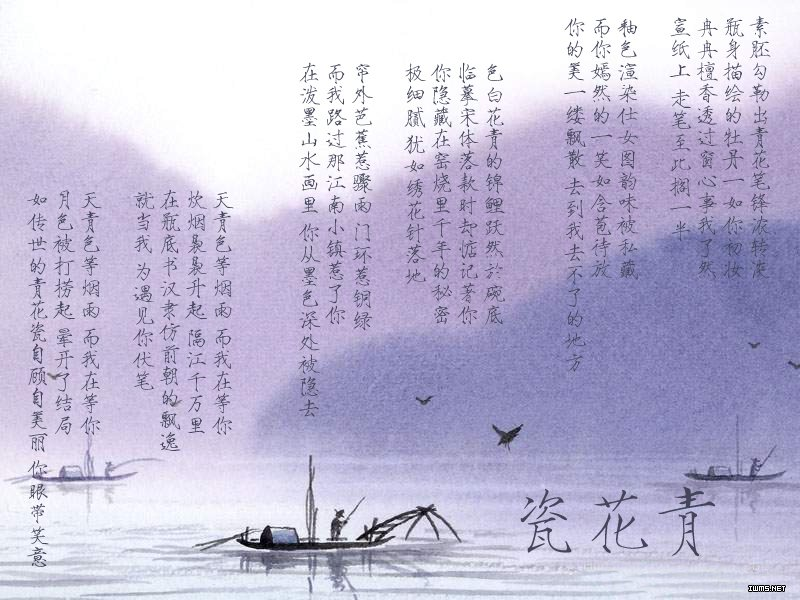 素胚勾勒出青花笔锋浓转淡
瓶身描绘的牡丹一如你初妆
冉冉檀香透过窗心事我了然
宣纸上 走笔至此搁一半
釉色渲染仕女图韵味被私藏
而你嫣然的一笑如含苞待放
你的美一缕飘散 去到我去不了的地方
色白花青的锦鲤跃然於碗底
临摹宋体落款时却惦记著你
你隐藏在窑烧里千年的秘密
极细腻 犹如绣花针落地
帘外芭蕉惹骤雨 门环惹铜绿
而我路过那江南小镇惹了你
在泼墨山水画里 你从墨色深处被隐去
天青色等烟雨 而我在等你
炊烟袅袅升起 隔江千万里
在瓶底书汉隶仿前朝的飘逸
就当我 为遇见你伏笔
天青色等烟雨 而我在等你
月色被打捞起 晕开了结局
如传世的青花瓷自顾自美丽 你眼带笑意
瓷花青
IWMS.NET